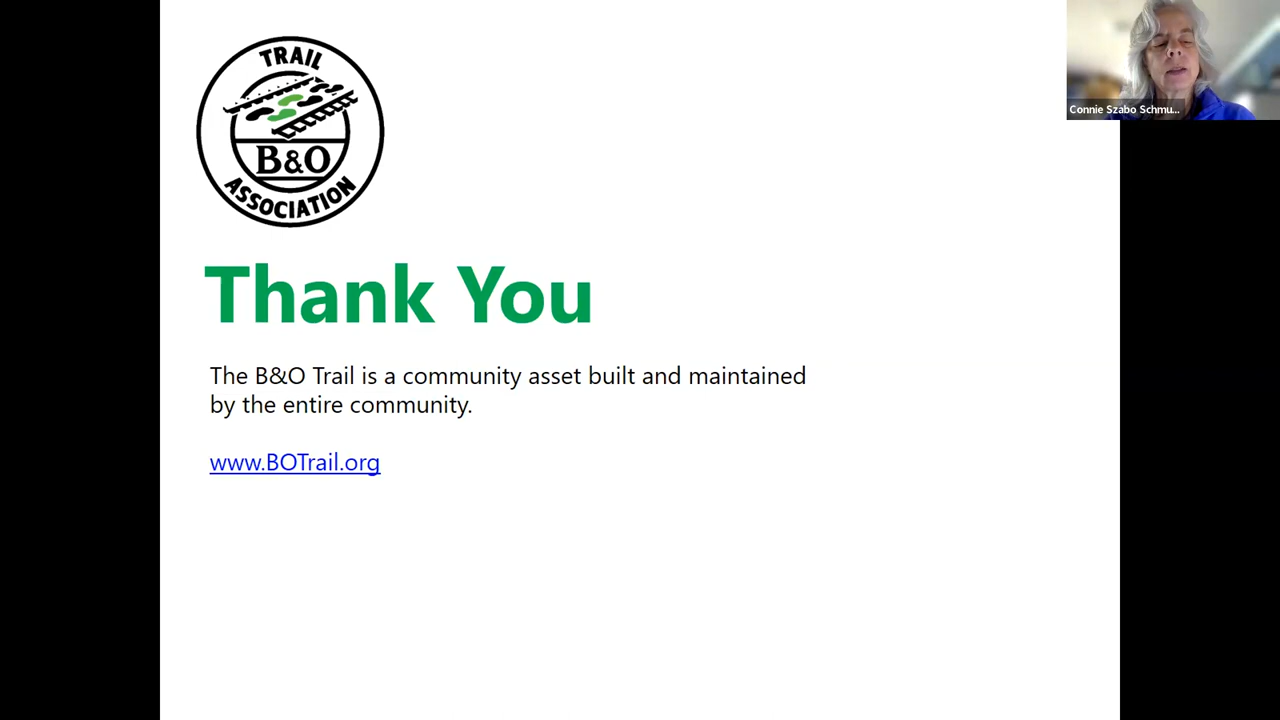 TRAIL
B&O
ASSOCIATION
Connie Szabo Schmu...
Thank You
The B&O Trail is a community asset built and maintained
by the entire community.
www.BOTrail.org